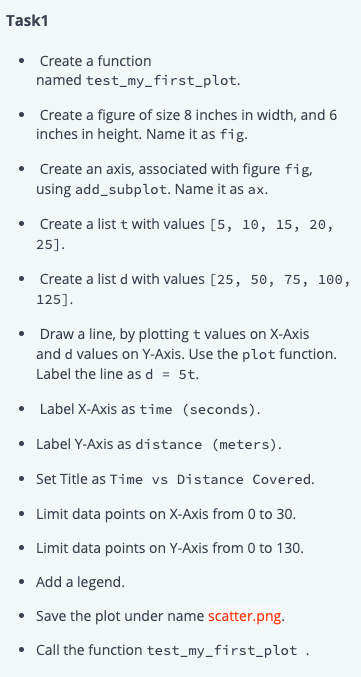 Task1
• Create a function
named test_my_first_plot.
• Create a figure of size 8 inches in width, and 6
inches in height. Name it as fig.
• Create an axis, associated with figure fig,
using add_subplot. Name it as ax.
• Create a list t with values [5, 10, 15, 20,
25].
• Create a list d with values [25, 50, 75, 100,
125].
• Draw a line, by plotting t values on X-Axis
and d values on Y-Axis. Use the plot function.
Label the line as d = 5t.
• Label X-Axis as time (seconds).
• Label Y-Axis as distance (meters).
• Set Title as Time vs Distance Covered.
• Limit data points on X-Axis from 0 to 30.
• Limit data points on Y-Axis from 0 to 130.
• Add a legend.
• Save the plot under name scatter.png.
• Call the function test_my_first_plot .